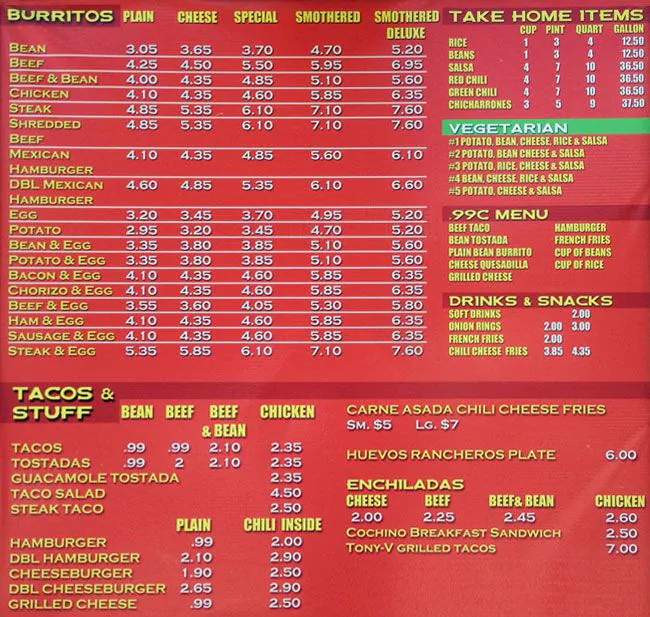 BURRITOS PLAIN CHEESE SPECIAL SMOTHERED SMOTHERED DELUXE
BEAN 3.05 3.65 3.70 4.70 5.20
BEEF 4.25 4.50 5.50 5.95 6.95
BEEF & BEAN 4.00 4.35 4.85 5.10 5.60
CHICKEN 4.10 4.35 4.60 5.85 6.35
STEAK 4.85 5.35 6.10 7.10 7.60
SHREDDED 4.85 5.35 6.10 7.10 7.60
BEEF
MEXICAN 4.10 4.35 4.85 5.60 6.10
HAMBURGER
DBL MEXICAN 4.60 4.85 5.35 6.10 6.60
HAMBURGER
EGG 3.20 3.45 3.70 4.95 5.20
POTATO 2.95 3.20 3.45 4.70 5.20
BEAN & EGG 3.35 3.80 3.85 5.10 5.60
POTATO & EGG 3.35 3.80 3.85 5.10 5.60
BACON & EGG 4.10 4.35 4.60 5.85 6.35
CHORIZO & EGG 4.10 4.35 4.60 5.85 6.35
BEEF & EGG 3.55 3.60 4.05 5.30 5.80
HAM & EGG 4.10 4.35 4.60 5.85 6.35
SAUSAGE & EGG 4.10 4.35 4.60 5.85 6.35
STEAK & EGG 5.35 5.85 6.10 7.10 7.60
TAKE HOME ITEMS
CUP PINT QUART GALLON
RICE 1 3 4 12.50
BEANS 1 3 4 12.50
SALSA 4 7 10 36.50
RED CHILI 4 7 10 36.50
GREEN CHILI 4 7 10 36.50
CHICHARRONES 3 5 9 37.50
VEGETARIAN
#1 POTATO, BEAN, CHEESE, RICE & SALSA
#2 POTATO, BEAN CHEESE & SALSA
#3 POTATO, RICE, CHEESE & SALSA
#4 BEAN, CHEESE, RICE & SALSA
#5 POTATO, CHEESE & SALSA
.99C MENU
BEEF TACO HAMBURGER
BEAN TOSTADA FRENCH FRIES
PLAIN BEAN BURRITO CUP OF BEANS
CHEESE QUESADILLA CUP OF RICE
GRILLED CHEESE
DRINKS & SNACKS
SOFT DRINKS 2.00
ONION RINGS 2.00 3.00
FRENCH FRIES 2.00
CHILI CHEESE FRIES 3.85 4.35
TACOS & STUFF
BEAN BEEF BEEF & BEAN CHICKEN
TACOS .99 .99 2.10 2.35
TOSTADAS .99 2 2.10 2.35
GUACAMOLE TOSTADA 2.35
TACO SALAD 4.50
STEAK TACO 2.50
PLAIN CHILI INSIDE
HAMBURGER .99 2.00
DBL HAMBURGER 2.10 2.90
CHEESEBURGER 1.90 2.50
DBL CHEESEBURGER 2.65 2.90
GRILLED CHEESE .99 2.50
CARNE ASADA CHILI CHEESE FRIES
SM. $5 LG. $7
HUEVOS RANCHEROS PLATE 6.00
ENCHILADAS
CHEESE BEEF BEEF& BEAN CHICKEN
2.00 2.25 2.45 2.60
COCHINO BREAKFAST SANDWICH 2.50
TONY-V GRILLED TACOS 7.00